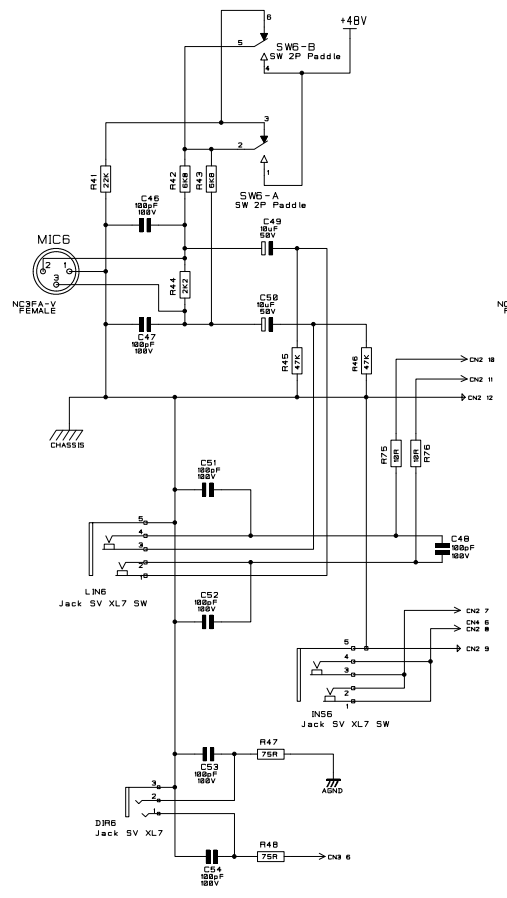 6
5
+48V
SW6-B
SW 2P Paddle
4
3
2
1
R41
22K
R42
6K8
R43
6K8
SW6-A
SW 2P Paddle
C46
100pF
100V
C49
10uF
50V
MIC6
2
1
3
R44
2K2
NC3FA-V
FEMALE
C50
10uF
50V
C47
100pF
100V
R45
47K
R46
47K
CN2 10
CN2 11
CN2 12
CHASSIS
R75
10R
10R
R76
C51
100pF
100V
5
4
3
2
1
C48
100pF
100V
LIN6
Jack SV XL7 SW
C52
100pF
100V
CN2 7
CN4 6
CN2 8
CN2 9
5
4
3
2
1
INS6
Jack SV XL7 SW
R47
75R
C53
100pF
100V
AGND
3
2
1
DIR6
Jack SV XL7
R48
75R
CN3 6
C54
100pF
100V